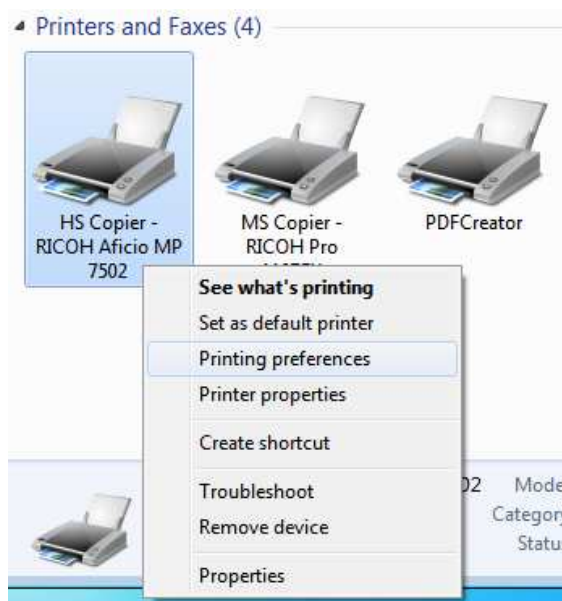 Printers and Faxes (4)
HS Copier -
RICOH Aficio MP
7502
MS Copier -
RICOH Pro
PDFCreator
See what's printing
Set as default printer
Printing preferences
Printer properties
Create shortcut
Troubleshoot
Remove device
Properties
02 Mode
Category
Statu